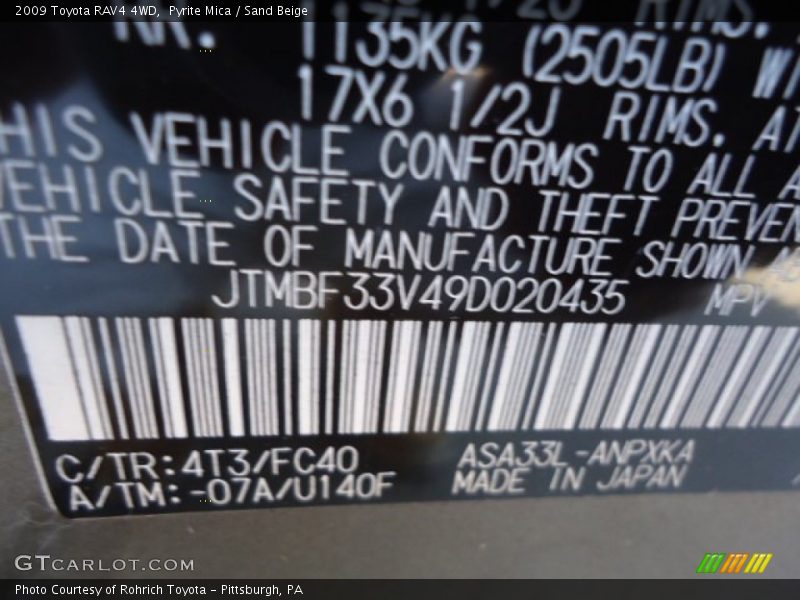 2009 Toyota RAV4 4WD, Pyrite Mica / Sand Beige
1135KG (2505LB)
17X6 1/2J RIMS.
VEHICLE CONFORMS TO ALL
VEHICLE SAFETY AND THEFT
THE DATE OF MANUFACTURE SHOWN
JTMBF33V49D020435 MPV
C/TR:4T3/FC40 ASA33L-ANPXKA
A/TM:-07A/U140F MADE IN JAPAN
GTCARLOT.COM
Photo Courtesy of Rohrich Toyota - Pittsburgh, PA